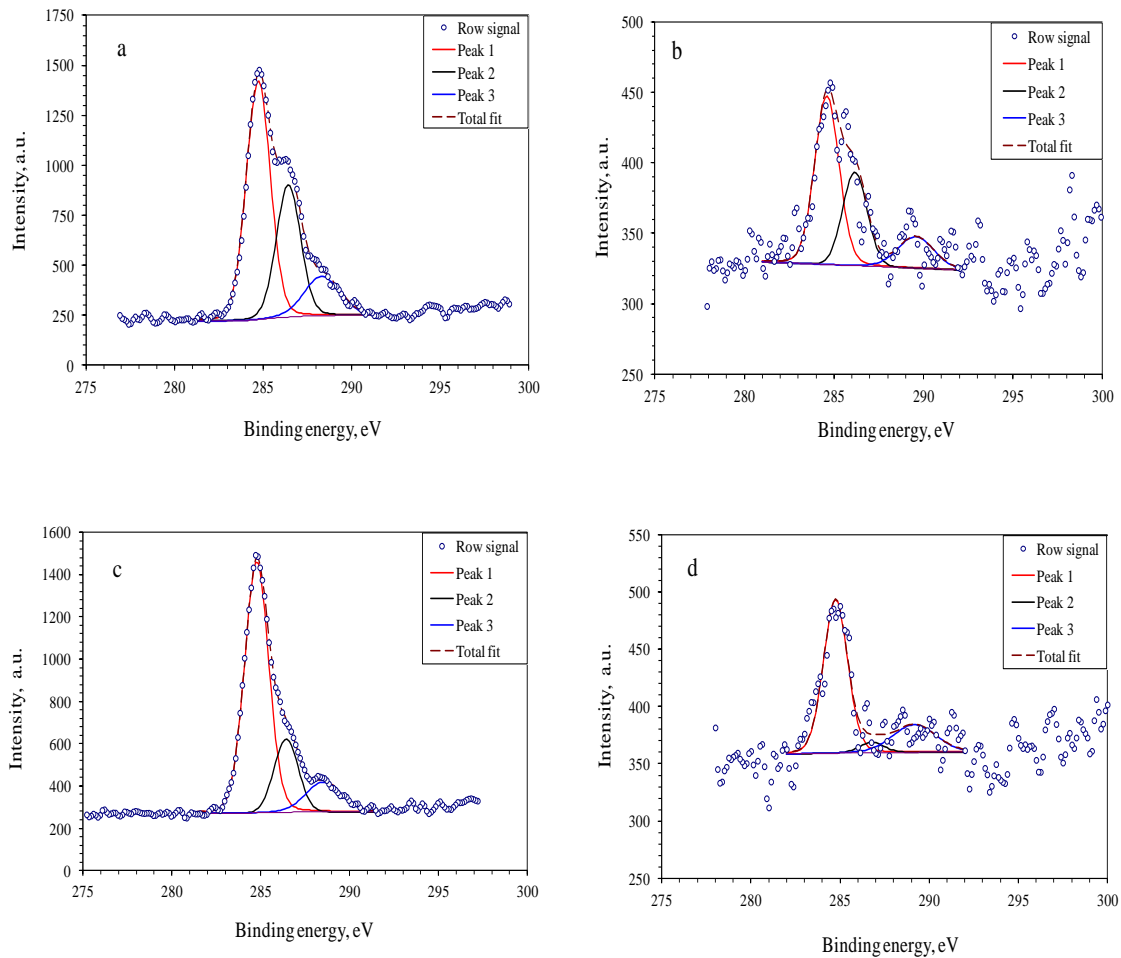 a
Row signal
Peak 1
Peak 2
Peak 3
Total fit
1750
1500
1250
1000
750
500
250
0
Intensity, a.u.
275 280 285 290 295 300
Binding energy, eV
b
Row signal
Peak 1
Peak 2
Peak 3
Total fit
500
450
400
350
300
250
Intensity, a.u.
275 280 285 290 295 300
Binding energy, eV
c
Row signal
Peak 1
Peak 2
Peak 3
Total fit
1600
1400
1200
1000
800
600
400
200
0
Intensity, a.u.
275 280 285 290 295 300
Binding energy, eV
d
Row signal
Peak 1
Peak 2
Peak 3
Total fit
550
500
450
400
350
300
250
Intensity, a.u.
275 280 285 290 295 300
Binding energy, eV